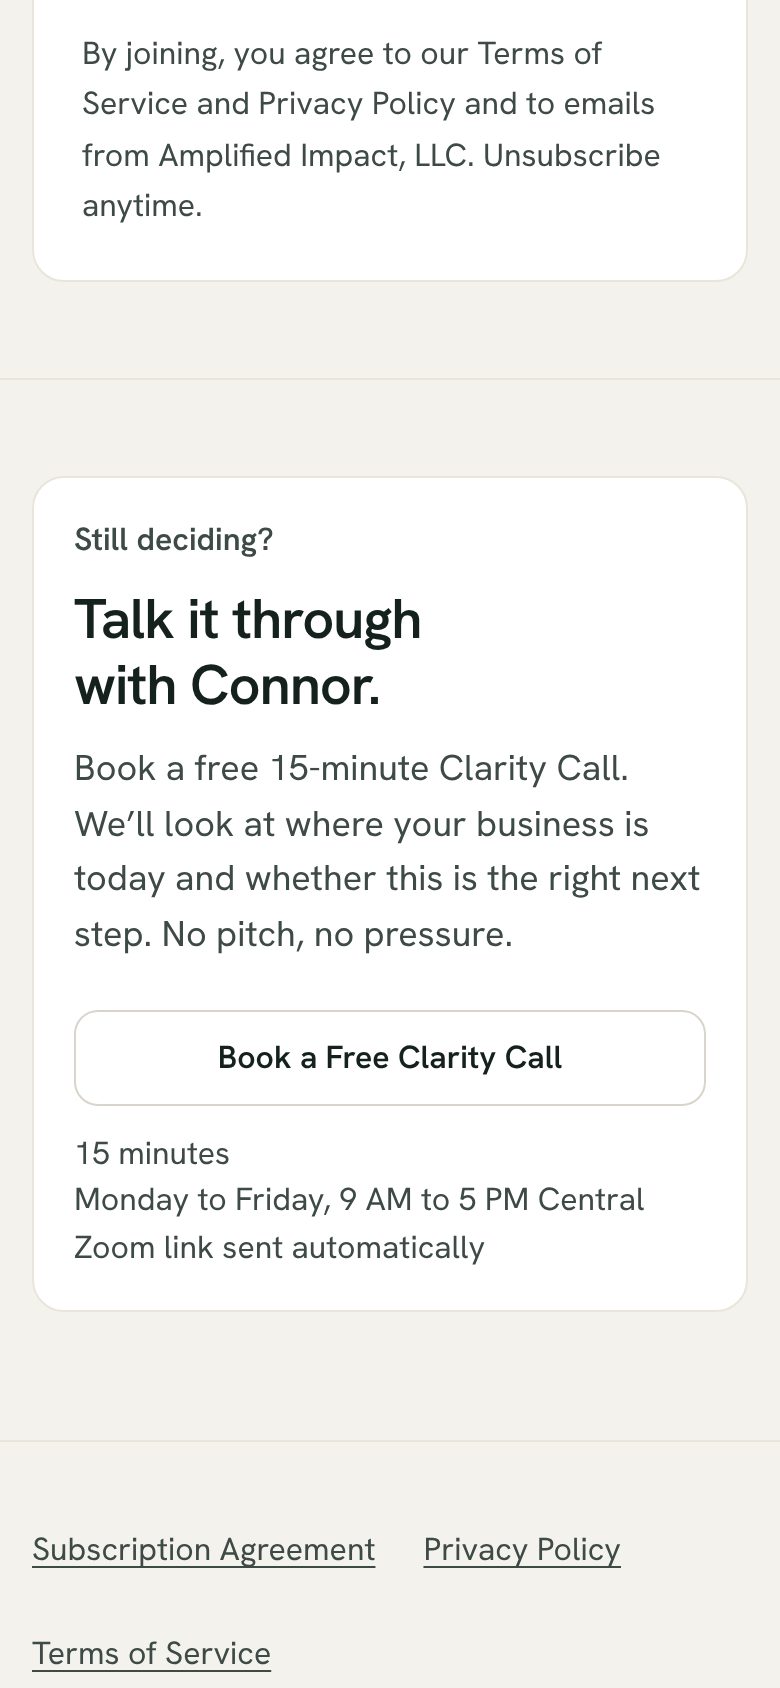 By joining, you agree to our Terms of
Service and Privacy Policy and to emails
from Amplified Impact, LLC. Unsubscribe
anytime.
Still deciding?
Talk it through
with Connor.
Book a free 15-minute Clarity Call.
We’ll look at where your business is
today and whether this is the right next
step. No pitch, no pressure.
Book a Free Clarity Call
15 minutes
Monday to Friday, 9 AM to 5 PM Central
Zoom link sent automatically
Subscription Agreement Privacy Policy
Terms of Service